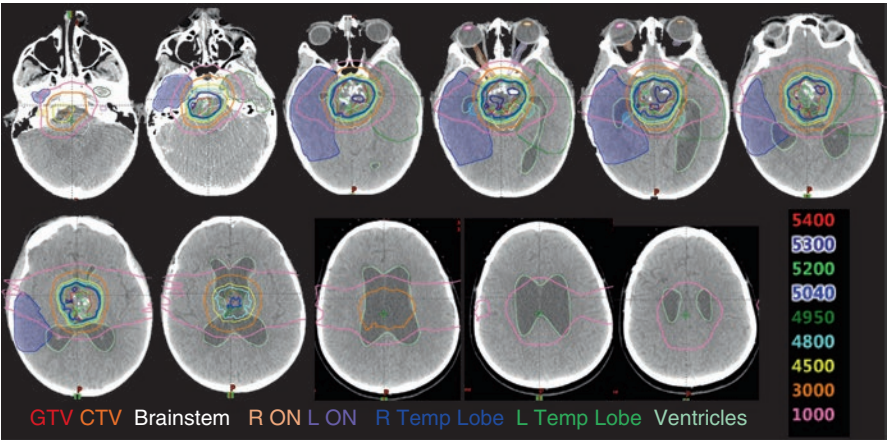 5400
5300
5200
5040
4950
4800
4500
3000
1000
P
P
P
P
P
P
GTV CTV Brainstem R ON L ON R Temp Lobe L Temp Lobe Ventricles